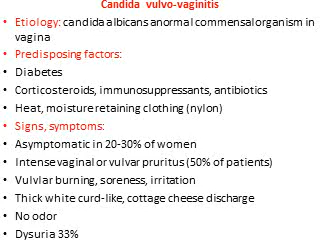 Candida vulvo-vaginitis
• Etiology: candida albicans a normal commensal organism in
vagina
• Predisposing factors:
• Diabetes
• Corticosteroids, immunosuppressants, antibiotics
• Heat, moisture retaining clothing (nylon)
• Signs, symptoms:
• Asymptomatic in 20-30% of women
• Intense vaginal or vulvar pruritus (50% of patients)
• Vulvlar burning, soreness, irritation
• Thick white curd-like, cottage cheese discharge
• No odor
• Dysuria 33%